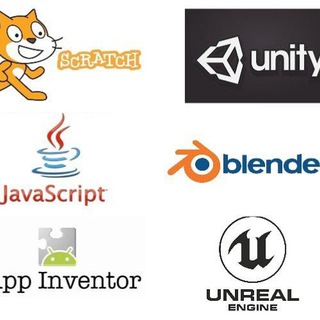 SCRATCH
unity
JavaScript
blende
pp Inventor
UNREAL
ENGINE